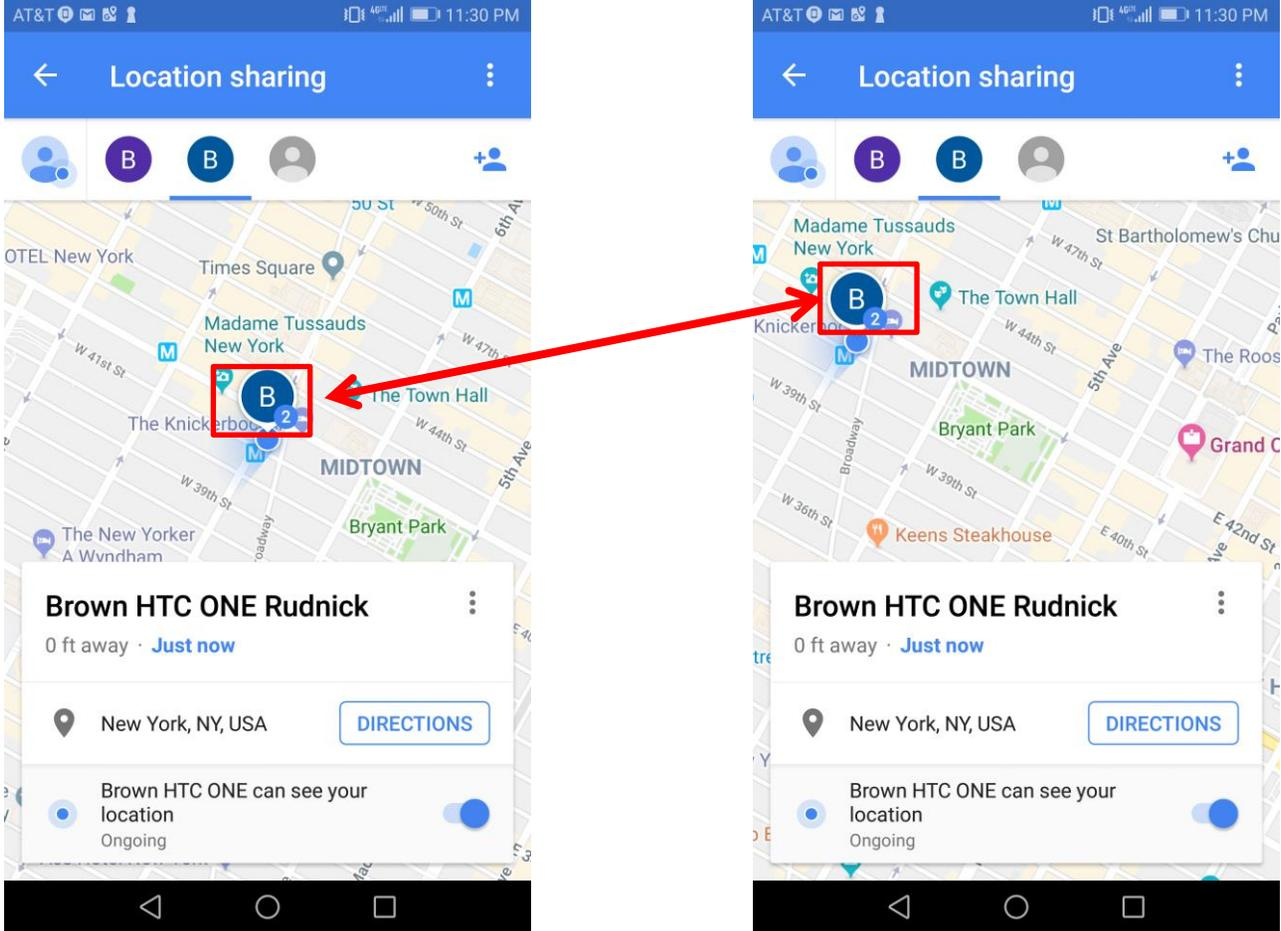 AT&T 11:30 PM
Location sharing
B B
50 St
W 50th St
6th A
OTEL New York
Times Square
M
Madame Tussauds
New York
W 47th
M
W 41st St
B
2
The Town Hall
The Knickerboc
W 44th St
M
MIDTOWN
5th Ave
W 39th St
Bryant Park
The New Yorker
A Wyndham
roadway
Brown HTC ONE Rudnick
0 ft away · Just now
E 40
New York, NY, USA
DIRECTIONS
Brown HTC ONE can see your
location
Ongoing
AT&T 11:30 PM
Location sharing
B B
M
Madame Tussauds
New York
W 47th St
St Bartholomew's Chu
M
B
2
The Town Hall
Knickerboc
W 44th St
Pa
M
MIDTOWN
5th Ave
The Roos
W 39th St
Broadway
Bryant Park
Grand C
W 39th St
W 36th St
Keens Steakhouse
E 40th St
E 42nd St
Brown HTC ONE Rudnick
0 ft away · Just now
New York, NY, USA
DIRECTIONS
Brown HTC ONE can see your
location
Ongoing